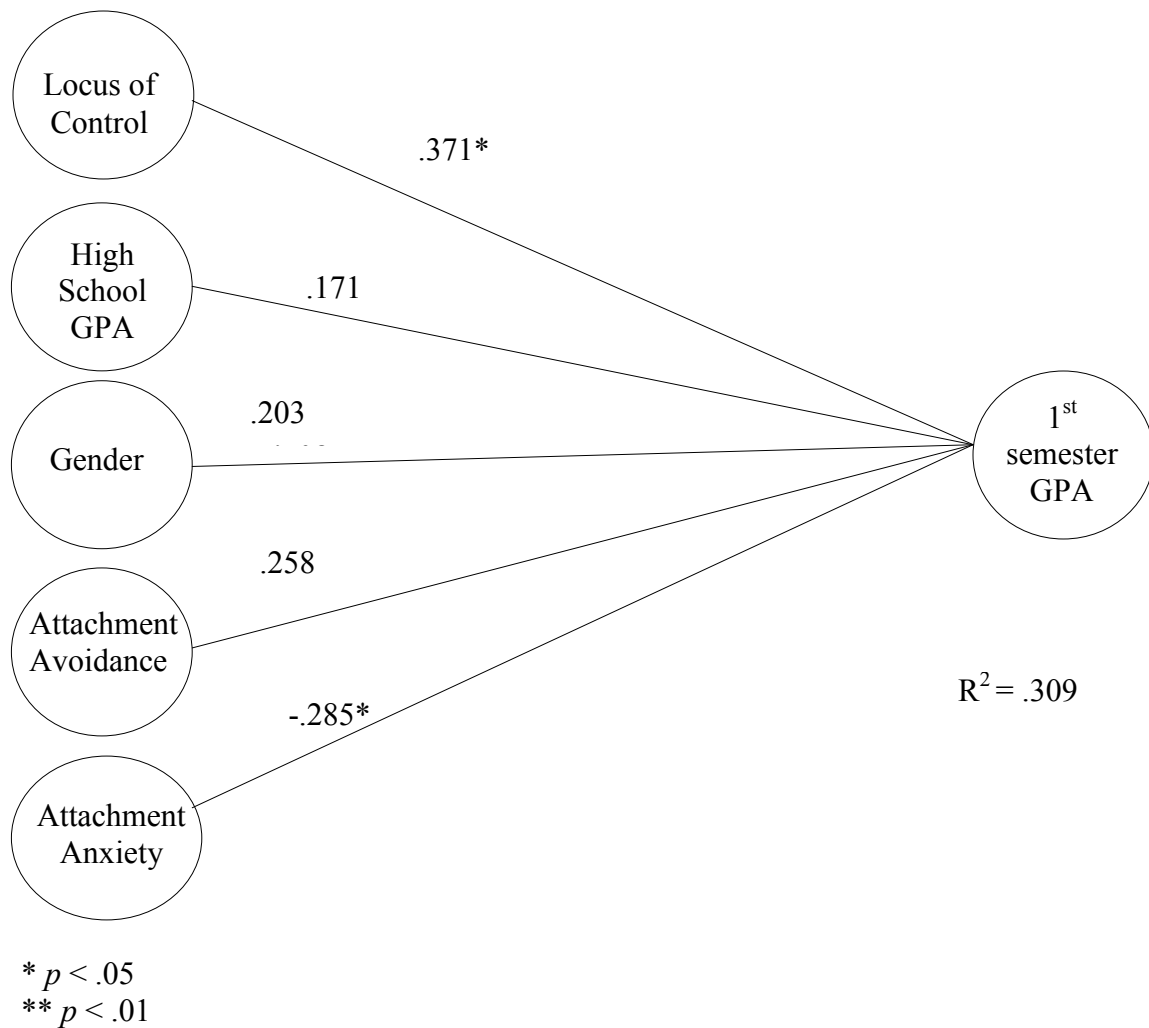 Locus of
Control
.371*
High
School
GPA
.171
Gender
.203
1st
semester
GPA
Attachment
Avoidance
.258
R2 = .309
Attachment
Anxiety
-.285*
* p < .05
** p < .01